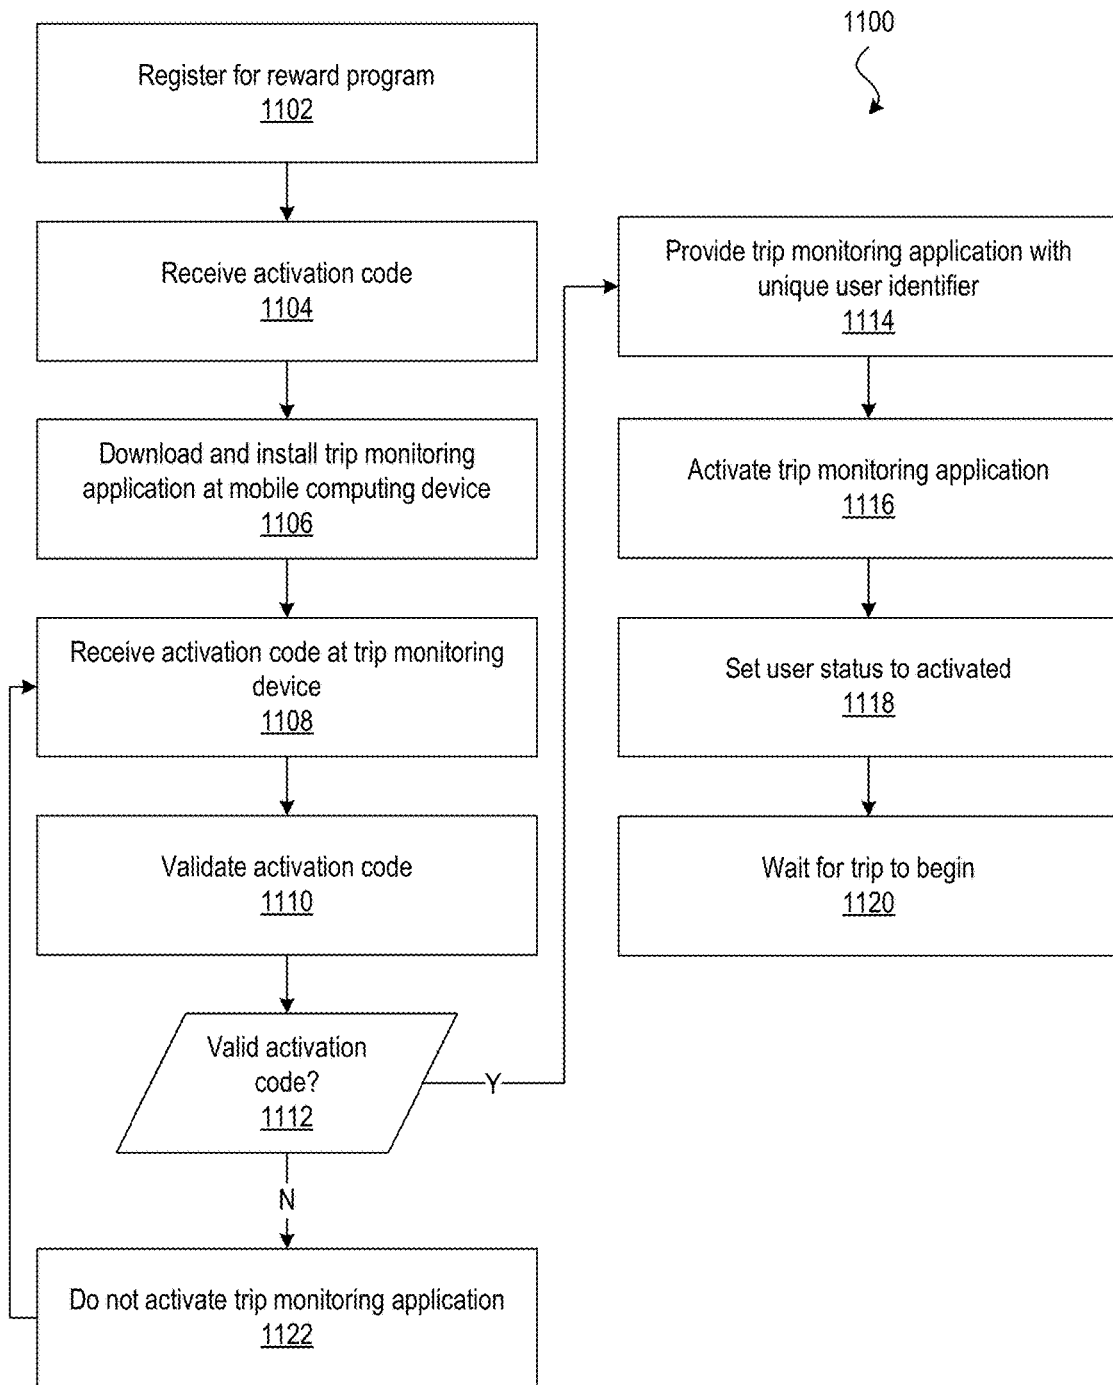 1100
Register for reward program
1102
Receive activation code
1104
Download and install trip monitoring
application at mobile computing device
1106
Receive activation code at trip monitoring
device
1108
Validate activation code
1110
Valid activation
code?
1112
Y
N
Do not activate trip monitoring application
1122
Provide trip monitoring application with
unique user identifier
1114
Activate trip monitoring application
1116
Set user status to activated
1118
Wait for trip to begin
1120